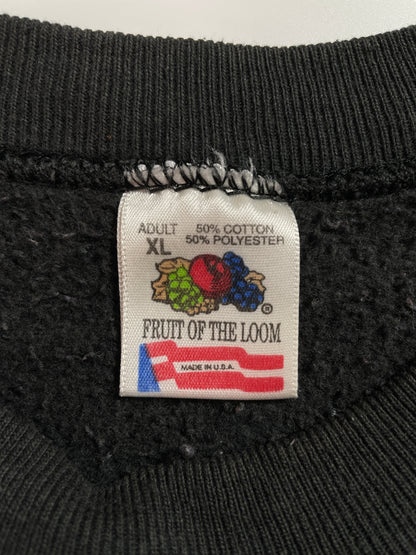 ADULT 50% COTTON
XL 50% POLYESTER
®
FRUIT OF THE LOOM
MADE IN U.S.A.